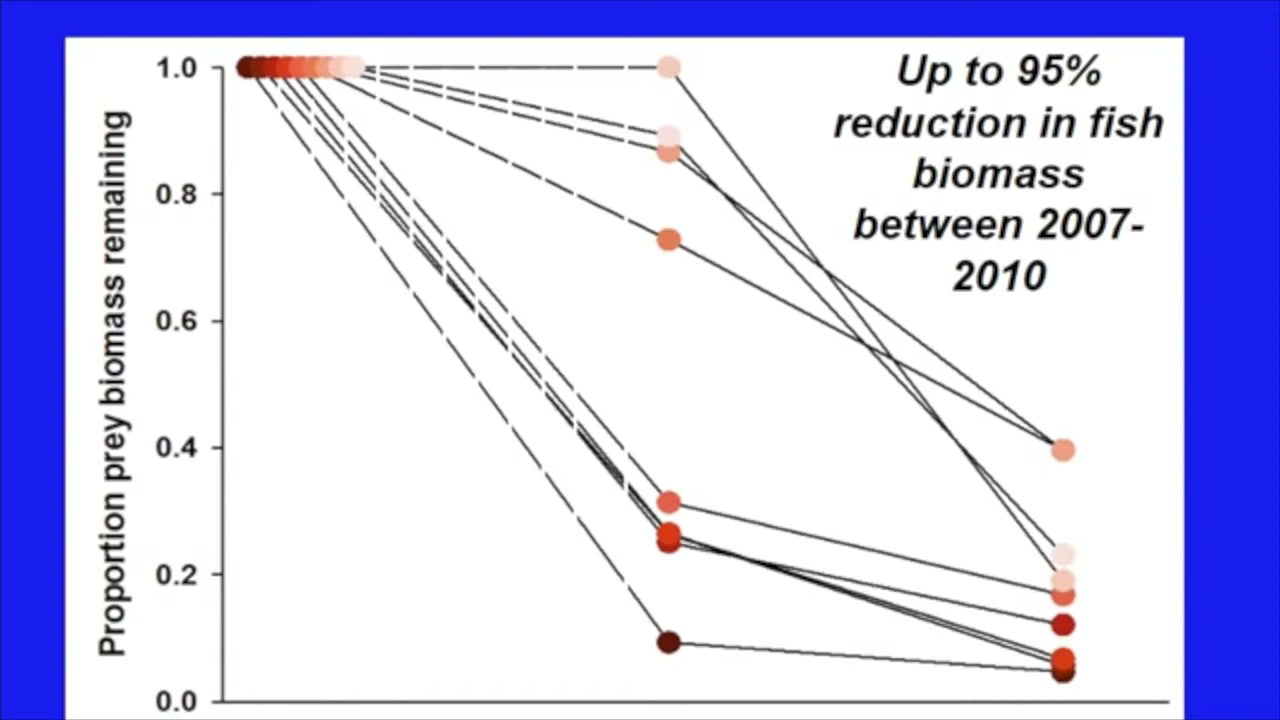 Up to 95%
reduction in fish
biomass
between 2007-
2010
Proportion prey biomass remaining
1.0
0.8
0.6
0.4
0.2
0.0